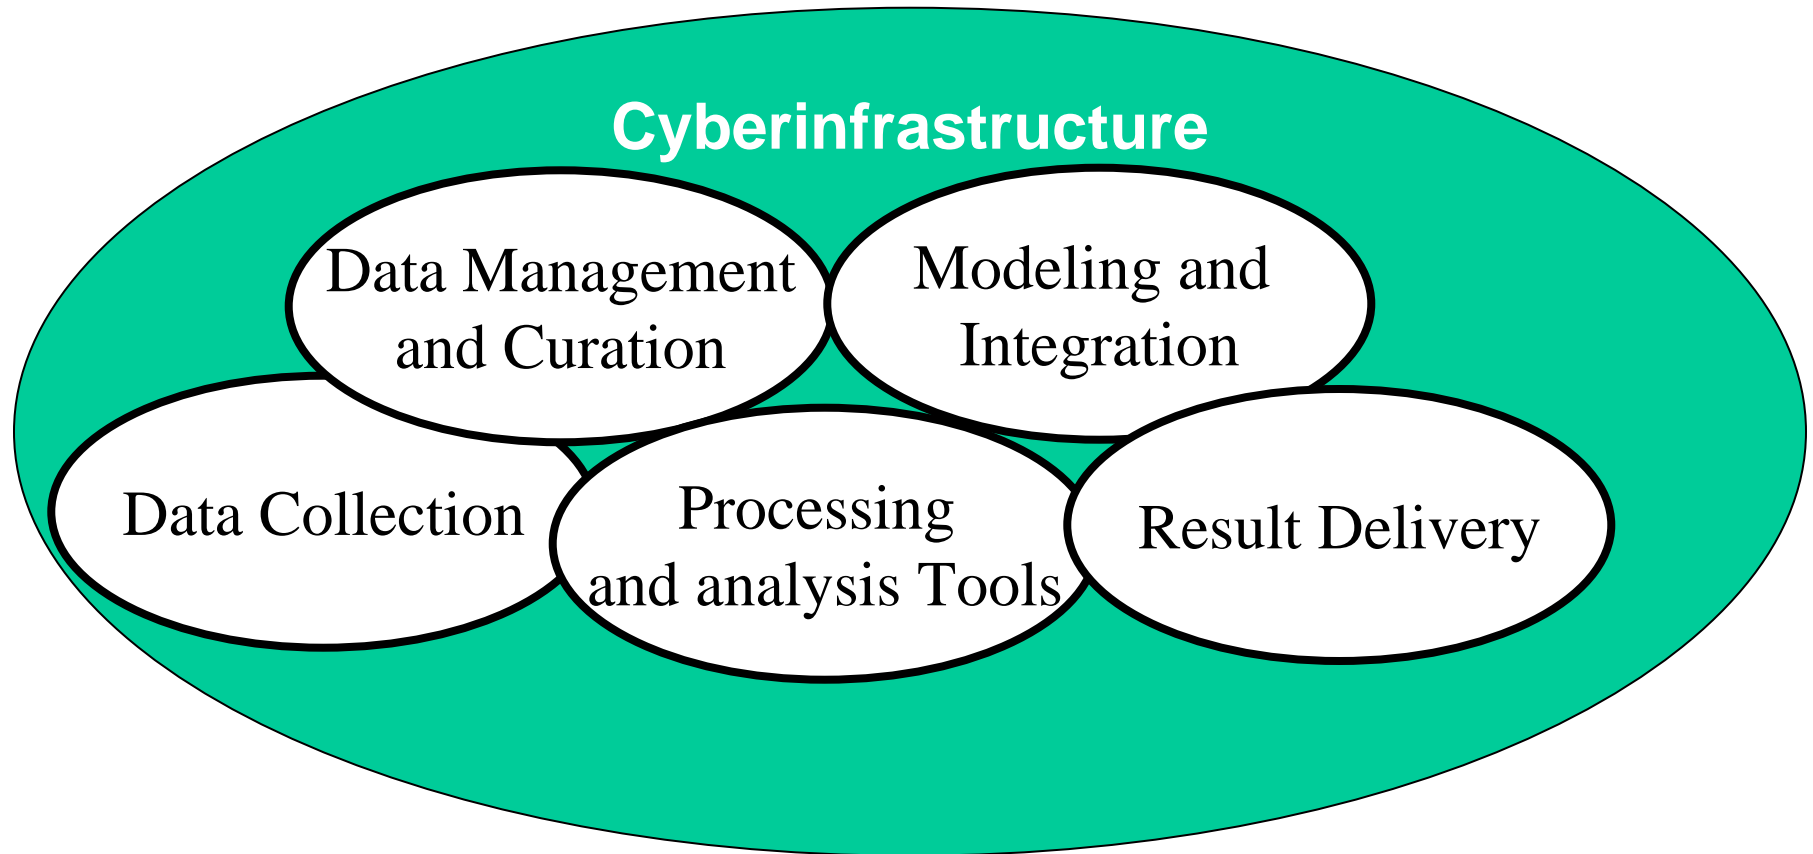 Cyberinfrastructure
Data Management
and Curation
Modeling and
Integration
Data Collection
Processing
and analysis Tools
Result Delivery